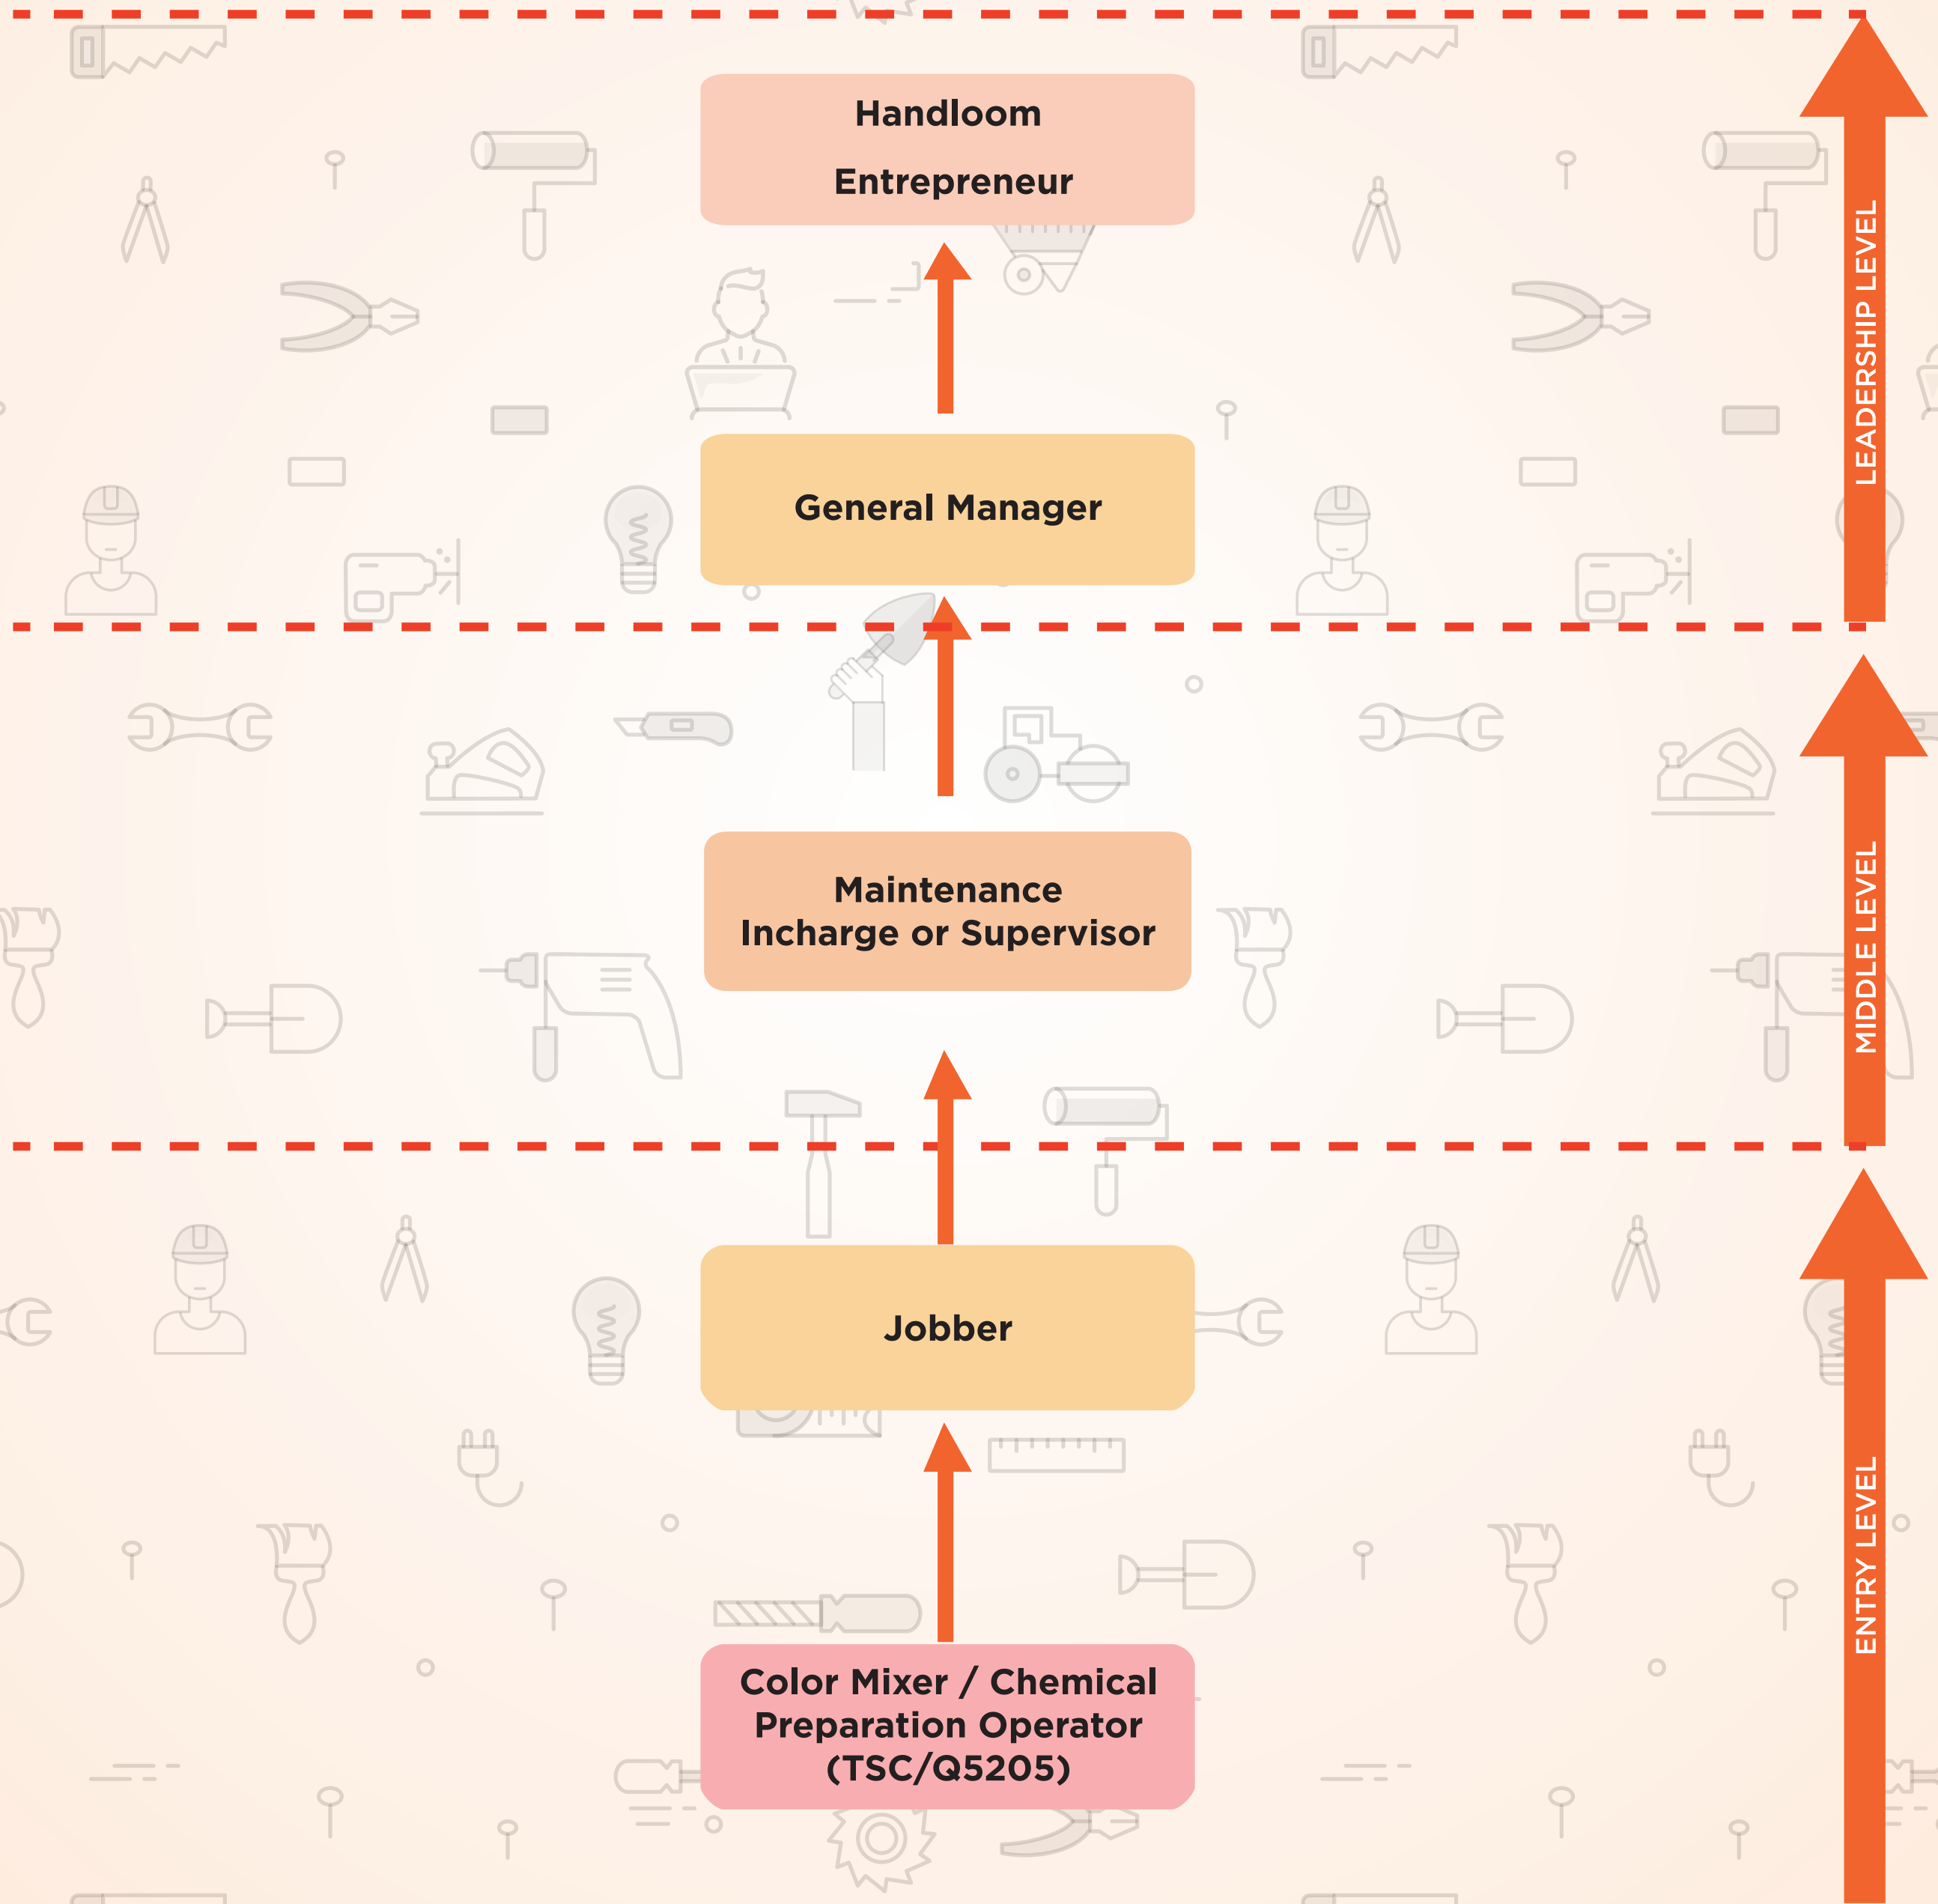 Handloom
Entrepreneur
General Manager
LEADERSHIP LEVEL
Maintenance
Incharge or Supervisor
MIDDLE LEVEL
Jobber
Color Mixer / Chemical
Preparation Operator
(TSC/Q5205)
ENTRY LEVEL